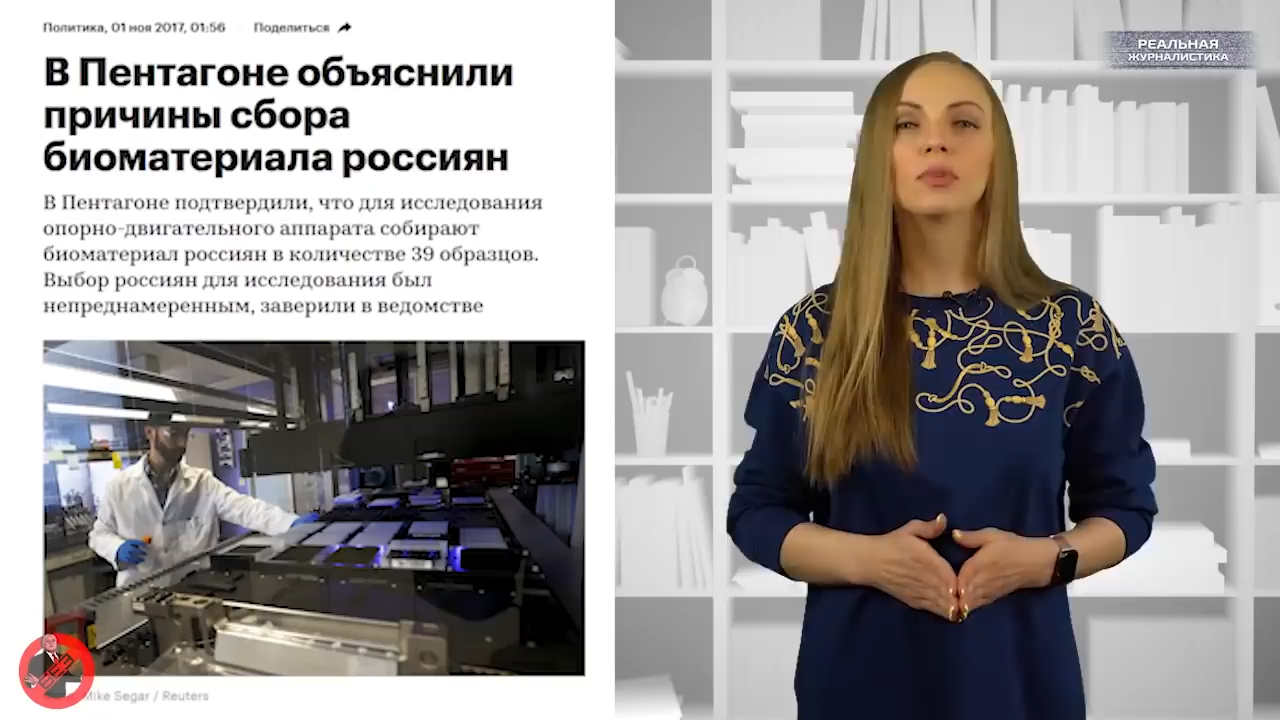 Политика, 01 ноя 2017, 01:56
Поделиться
В Пентагоне объяснили
причины сбора
биоматериала россиян
В Пентагоне подтвердили, что для исследования
опорно-двигательного аппарата собирают
биоматериал россиян в количестве 39 образцов.
Выбор россиян для исследования был
непреднамеренным, заверили в ведомстве
Mike Segar / Reuters
РЕАЛЬНАЯ
ЖУРНАЛИСТИКА